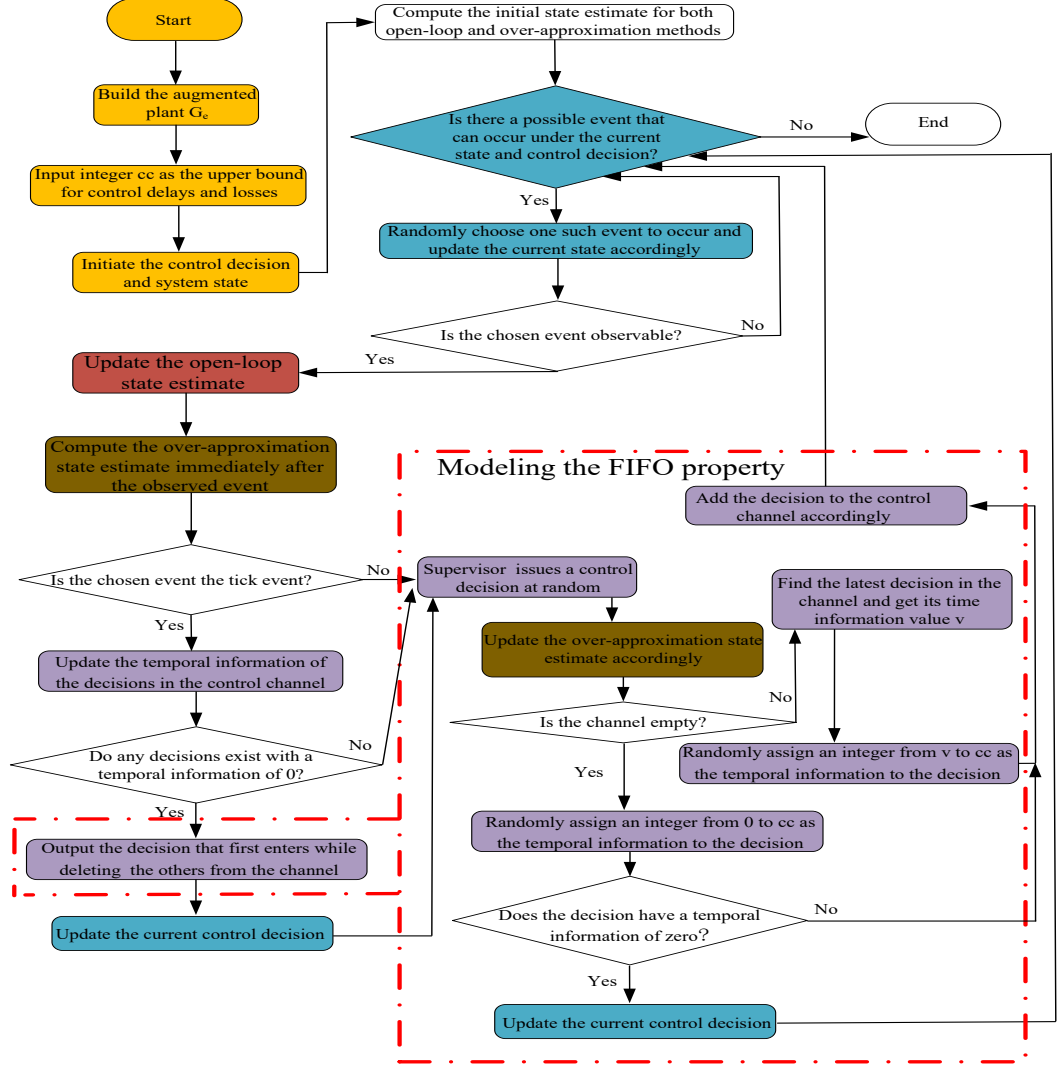 Start
Build the augmented
plant Ge
Input integer cc as the upper bound
for control delays and losses
Initiate the control decision
and system state
Compute the initial state estimate for both
open-loop and over-approximation methods
Is there a possible event that
can occur under the current
state and control decision?
No
End
Yes
Randomly choose one such event to occur and
update the current state accordingly
Is the chosen event observable?
No
Yes
Update the open-loop
state estimate
Compute the over-approximation
state estimate immediately after
the observed event
Is the chosen event the tick event?
No
Yes
Update the temporal information of
the decisions in the control channel
Do any decisions exist with a
temporal information of 0?
No
Yes
Output the decision that first enters while
deleting the others from the channel
Update the current control decision
Modeling the FIFO property
Add the decision to the control
channel accordingly
Supervisor issues a control
decision at random
Find the latest decision in the
channel and get its time
information value v
Update the over-approximation state
estimate accordingly
No
Is the channel empty?
Randomly assign an integer from v to cc as
the temporal information to the decision
Yes
Randomly assign an integer from 0 to cc as
the temporal information to the decision
Does the decision have a temporal
information of zero?
No
Yes
Update the current control decision